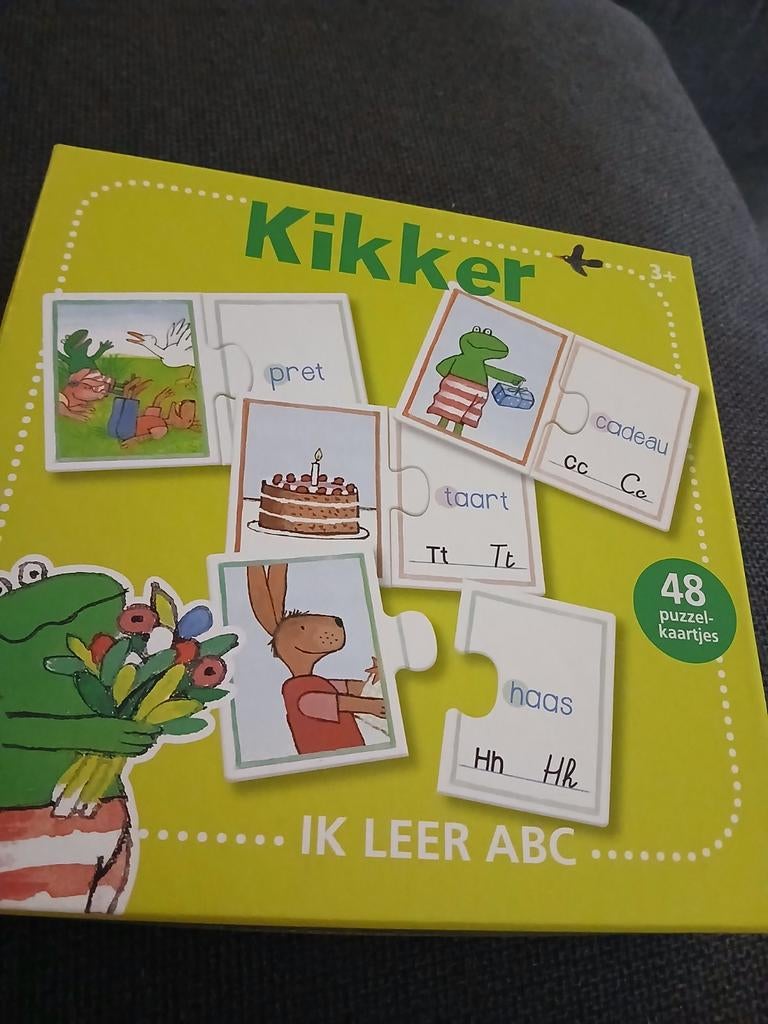 Kikker
3+
pret
cadeau
Cc Cc
taart
Tt Tt
48
puzzel-
kaartjes
haas
Hh Hh
IK LEER ABC